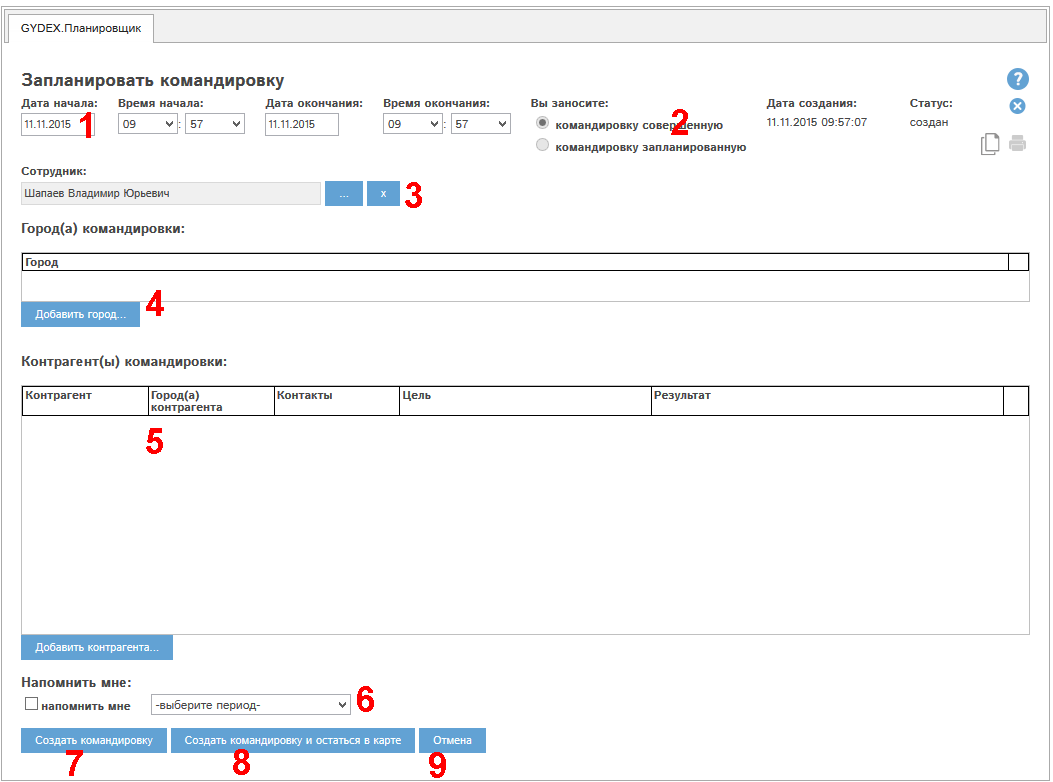 GYDEX.Планировщик
Запланировать командировку
?
Дата начала: Время начала: Дата окончания: Время окончания: Вы заносите: Дата создания: Статус:
11.11.2015 1 09 : 57 11.11.2015 09 : 57 командировку совершенную 2 11.11.2015 09:57:07 создан
командировку запланированную
Сотрудник:
Шапаев Владимир Юрьевич ... x 3
Город(а) командировки:
Город
4
Добавить город...
Контрагент(ы) командировки:
Контрагент Город(а) контрагента Контакты Цель Результат
5
Добавить контрагента...
Напомнить мне:
напомнить мне -выберите период- 6
Создать командировку Создать командировку и остаться в карте Отмена
7 8 9